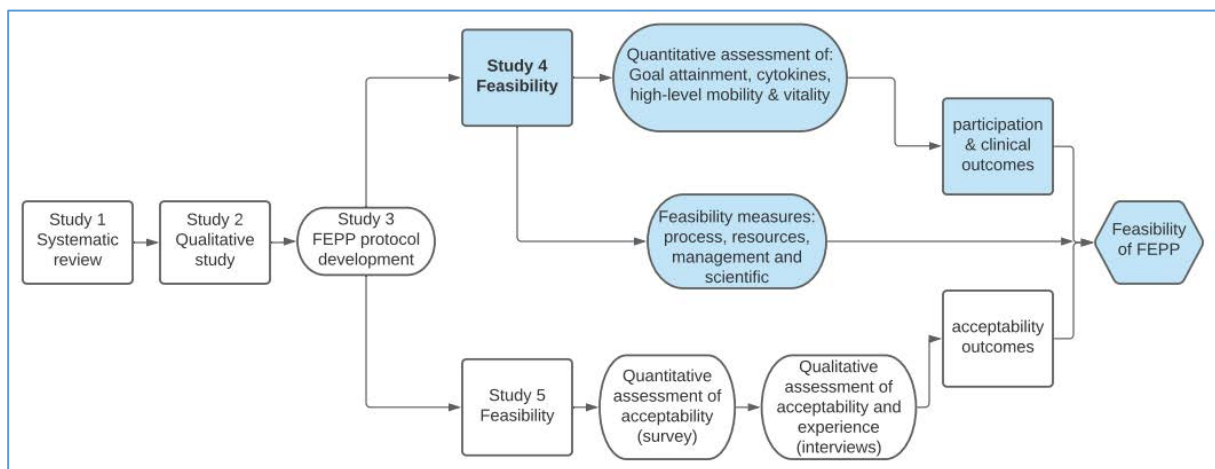 Study 1
Systematic
review
Study 2
Qualitative
study
Study 3
FEPP protocol
development
Study 4
Feasibility
Quantitative assessment of:
Goal attainment, cytokines,
high-level mobility & vitality
participation
& clinical
outcomes
Feasibility measures:
process, resources,
management and
scientific
Feasibility
of FEPP
Study 5
Feasibility
Quantitative
assessment of
acceptability
(survey)
Qualitative
assessment of
acceptability and
experience
(interviews)
acceptability
outcomes